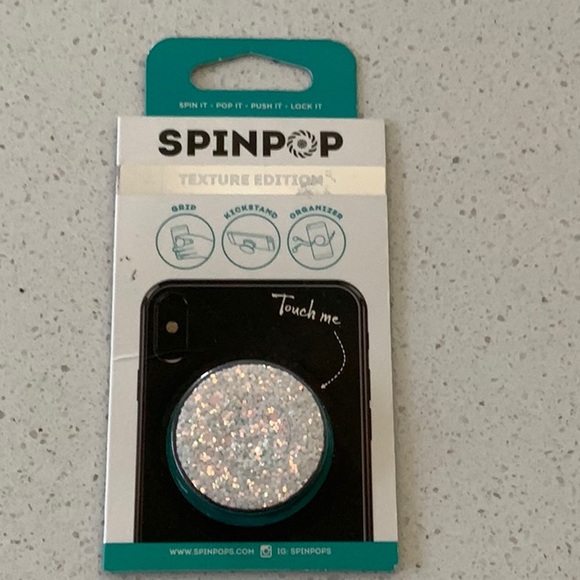 SPIN IT - POP IT - PUSH IT - LOCK IT
SPINPOP
TEXTURE EDITION
GRIP KICKSTAND ORGANIZER
Touch me
WWW.SPINPOPS.COM IG: SPINPOPS